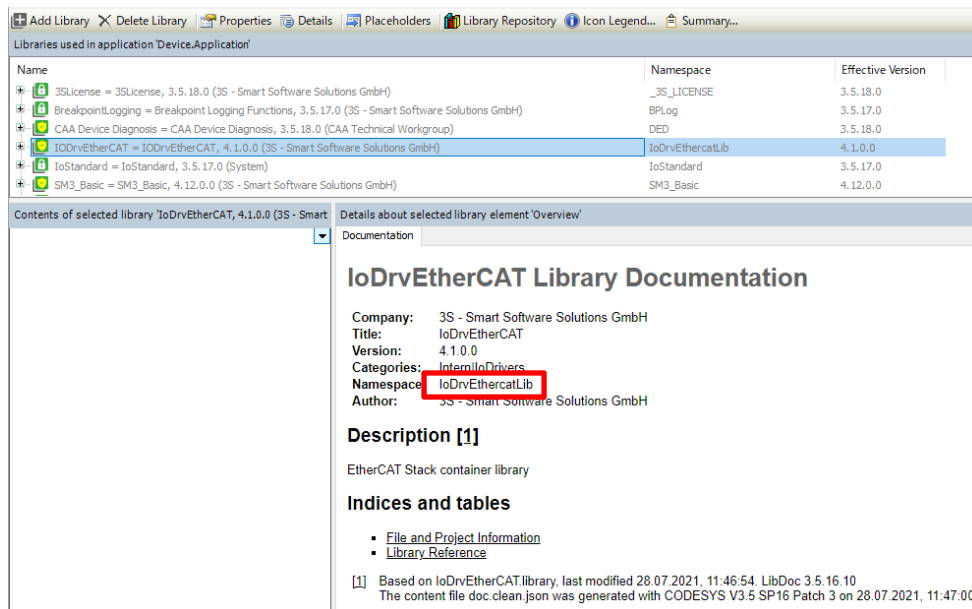 Add Library Delete Library Properties Details Placeholders Library Repository Icon Legend... Summary...
Libraries used in application 'Device.Application'
Name Namespace Effective Version
3SLicense = 3SLicense, 3.5.18.0 (3S - Smart Software Solutions GmbH) _3S_LICENSE 3.5.18.0
BreakpointLogging = Breakpoint Logging Functions, 3.5.17.0 (3S - Smart Software Solutions GmbH) BPLog 3.5.17.0
CAA Device Diagnosis = CAA Device Diagnosis, 3.5.18.0 (CAA Technical Workgroup) DED 3.5.18.0
IODrvEtherCAT = IODrvEtherCAT, 4.1.0.0 (3S - Smart Software Solutions GmbH) IoDrvEthercatLib 4.1.0.0
IoStandard = IoStandard, 3.5.17.0 (System) IoStandard 3.5.17.0
SM3_Basic = SM3_Basic, 4.12.0.0 (3S - Smart Software Solutions GmbH) SM3_Basic 4.12.0.0
Contents of selected library 'IoDrvEtherCAT, 4.1.0.0 (3S - Smart Details about selected library element 'Overview'
Documentation
IoDrvEtherCAT Library Documentation
Company: 3S - Smart Software Solutions GmbH
Title: IoDrvEtherCAT
Version: 4.1.0.0
Categories: Intern|IoDrivers
Namespace IoDrvEthercatLib
Author: 3S - Smart Software Solutions GmbH
Description [1]
EtherCAT Stack container library
Indices and tables
File and Project Information
Library Reference
[1] Based on IoDrvEtherCAT.library, last modified 28.07.2021, 11:46:54. LibDoc 3.5.16.10
The content file doc.clean.json was generated with CODESYS V3.5 SP16 Patch 3 on 28.07.2021, 11:47:00